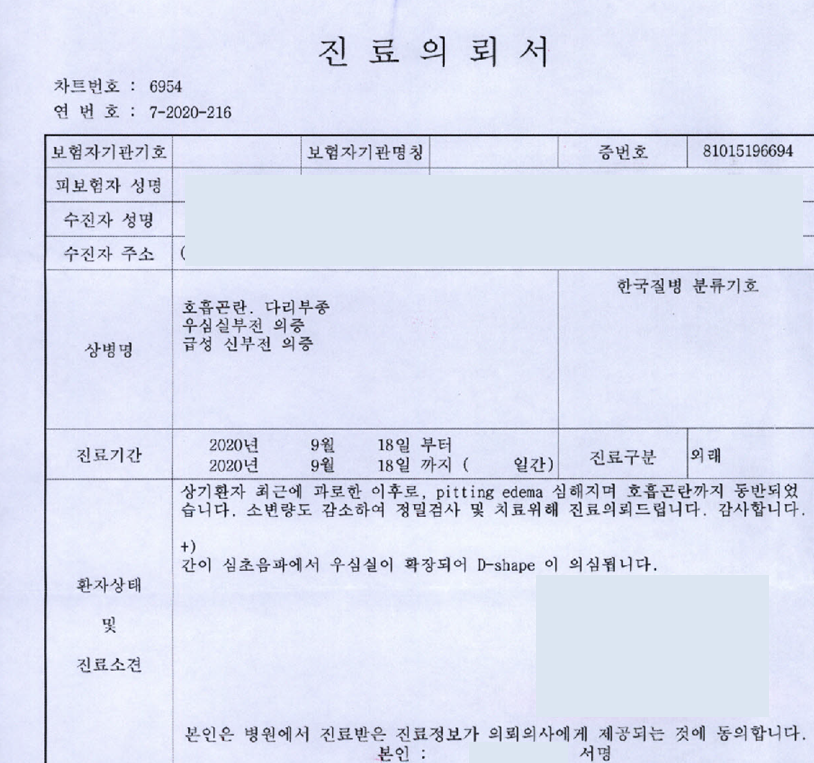 진료의뢰서
차트번호 : 6954
연 번 호 : 7-2020-216
보험자기관기호 보험자기관명칭 증번호 81015196694
피보험자 성명
수진자 성명
수진자 주소 (
한국질병 분류기호
상병명
호흡곤란. 다리부종
우심실부전 의증
급성 신부전 의증
진료기간
2020년 9월 18일 부터
2020년 9월 18일 까지 ( 일간)
진료구분 외래
환자상태
및
진료소견
상기환자 최근에 과로한 이후로, pitting edema 심해지며 호흡곤란까지 동반되었
습니다. 소변량도 감소하여 정밀검사 및 치료위해 진료의뢰드립니다. 감사합니다.
+)
간이 심초음파에서 우심실이 확장되어 D-shape 이 의심됩니다.
본인은 병원에서 진료받은 진료정보가 의뢰의사에게 제공되는 것에 동의합니다.
본인 : 서명